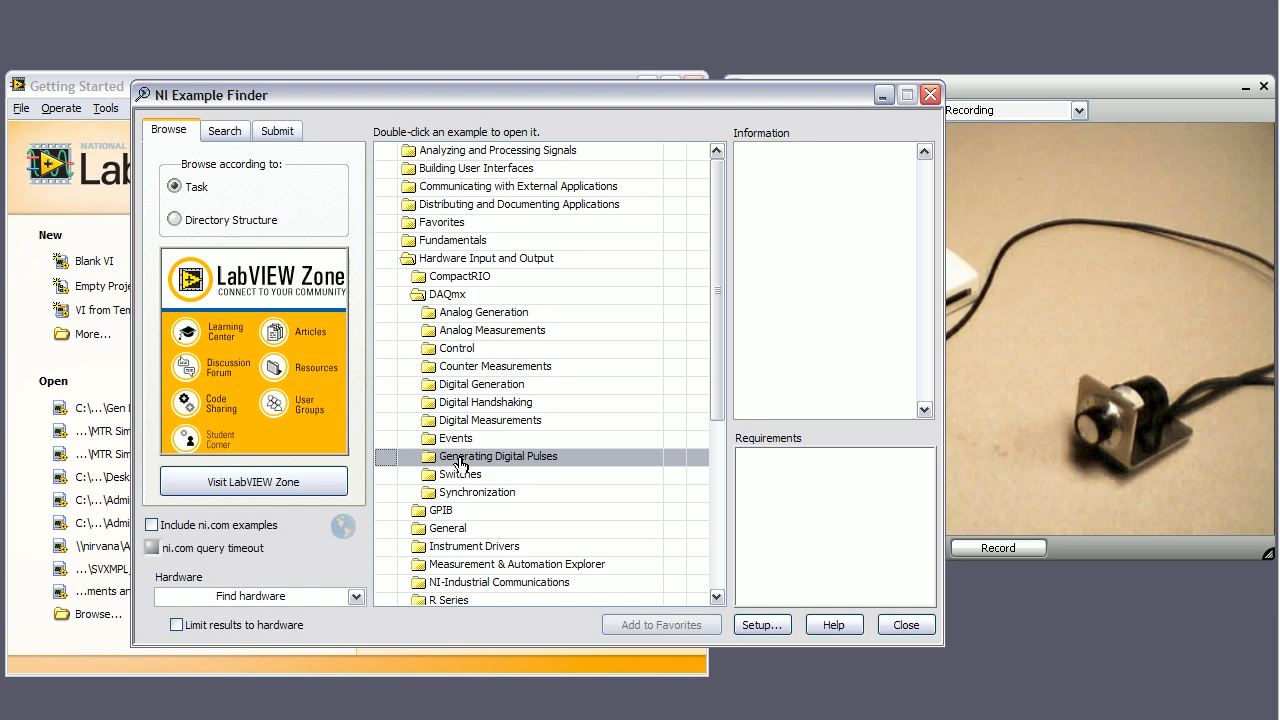 Getting Started
File Operate Tools
NATIONAL
Lab
New
Blank VI
Empty Proje
VI from Tem
More...
Open
C:\...\Gen I
...\MTR Sim
...\MTR Sim
C:\...\Desk
C:\...\Admi
C:\...\Admi
\\nirvana\A
...\SVXMPL_
...ments an
Browse...
NI Example Finder
Browse
Search
Submit
Browse according to:
Task
Directory Structure
LabVIEW Zone
CONNECT TO YOUR COMMUNITY
Learning Center
Articles
Discussion Forum
Resources
Code Sharing
User Groups
Student Corner
Visit LabVIEW Zone
Include ni.com examples
ni.com query timeout
Hardware
Find hardware
Limit results to hardware
Double-click an example to open it.
Analyzing and Processing Signals
Building User Interfaces
Communicating with External Applications
Distributing and Documenting Applications
Favorites
Fundamentals
Hardware Input and Output
CompactRIO
DAQmx
Analog Generation
Analog Measurements
Control
Counter Measurements
Digital Generation
Digital Handshaking
Digital Measurements
Events
Generating Digital Pulses
Switches
Synchronization
GPIB
General
Instrument Drivers
Measurement & Automation Explorer
NI-Industrial Communications
R Series
Add to Favorites
Information
Requirements
Setup...
Help
Close
Recording
Record